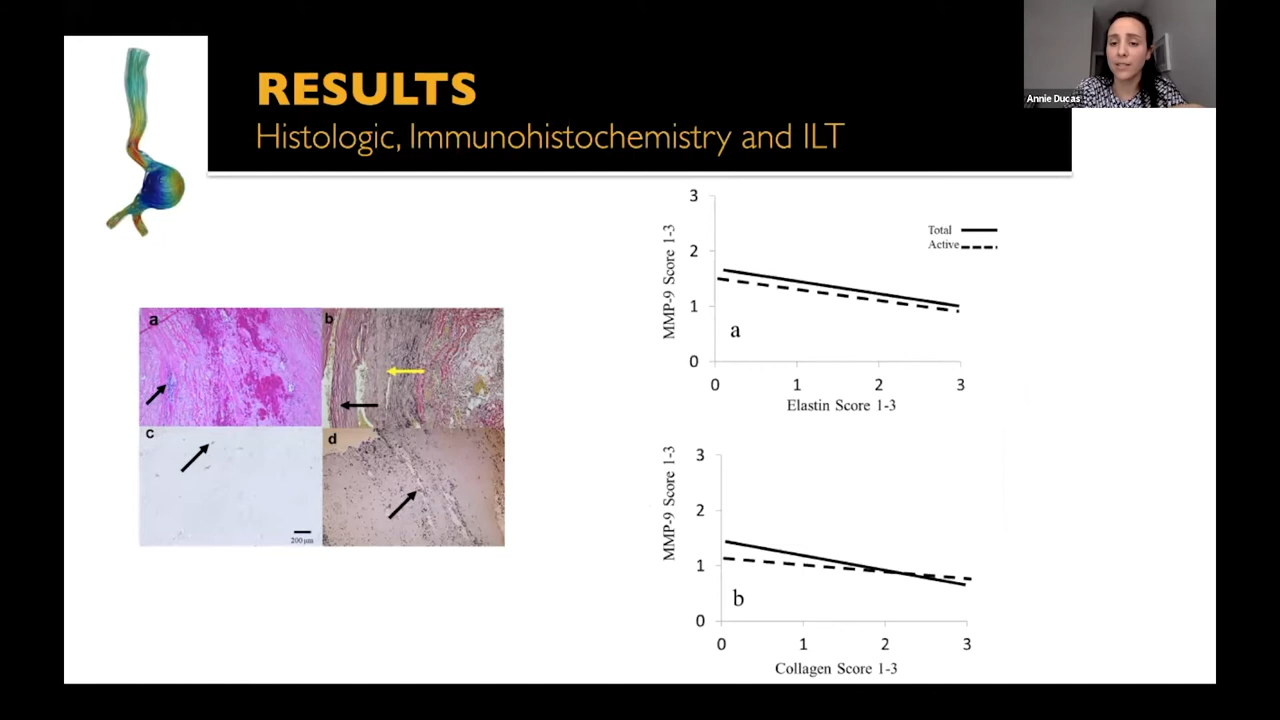 RESULTS
Histologic, Immunohistochemistry and ILT
Annie Ducas
a
b
c
d
200 μm
3
2
1
0
MMP-9 Score 1-3
Total
Active
a
0
1
2
3
Elastin Score 1-3
3
2
1
0
MMP-9 Score 1-3
b
0
1
2
3
Collagen Score 1-3